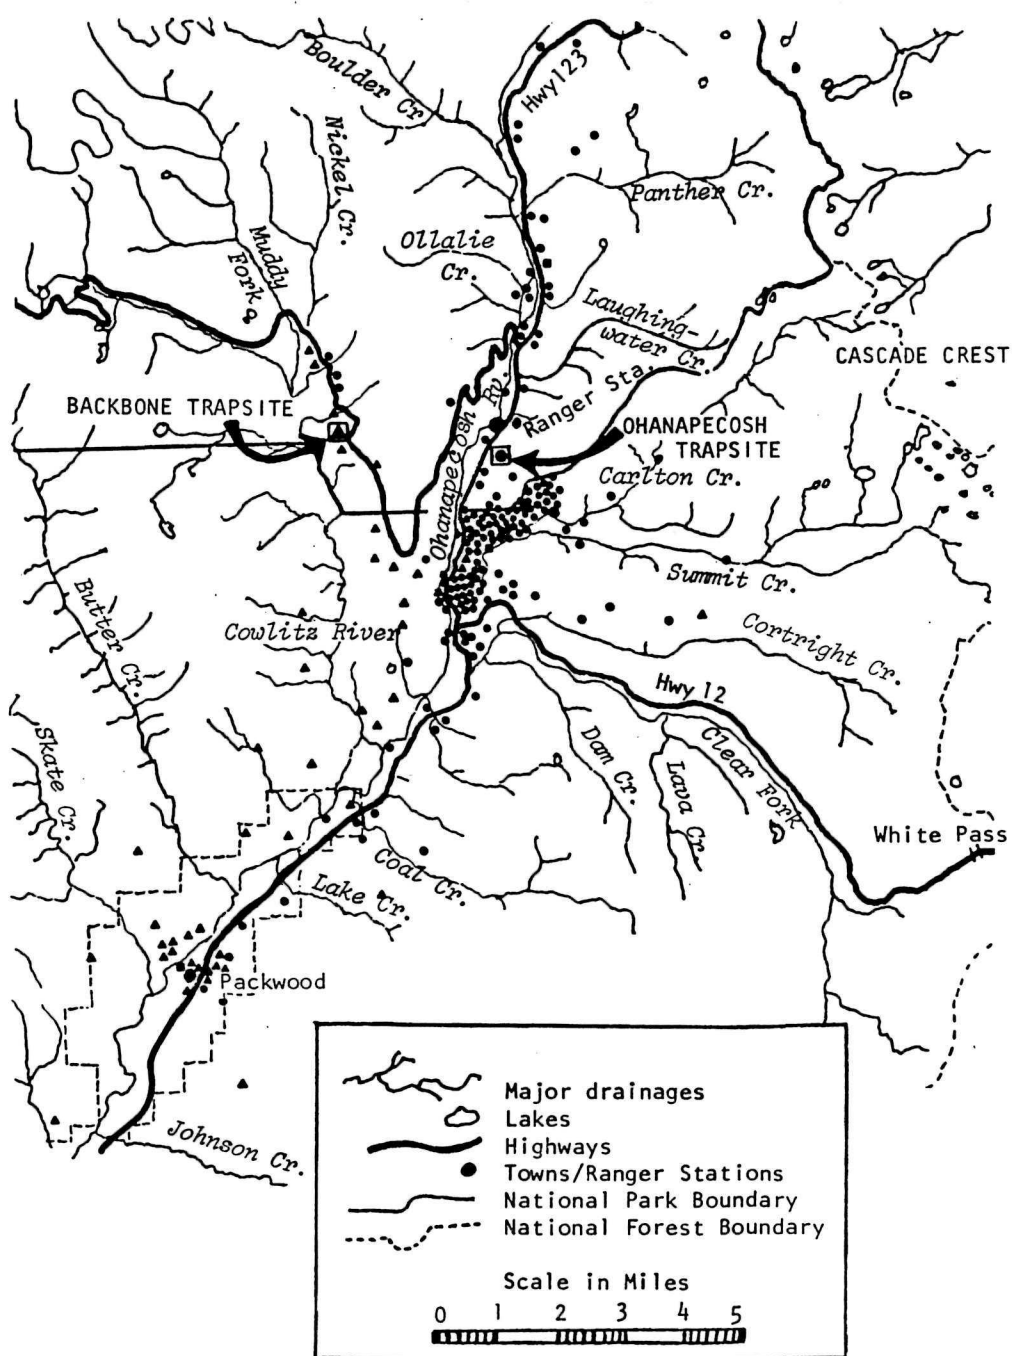 Boulder Cr.
Hwy 123
Nickel Cr.
Panther Cr.
Ollalie
Cr.
Muddy
Fork
Laughing-
water Cr.
CASCADE CREST
Ranger Sta.
BACKBONE TRAPSITE
OHANAPECOSH
TRAPSITE
Ohanapecosh Rv.
Carlton Cr.
Summit Cr.
Butter Cr.
Cowlitz River
Cortright Cr.
Hwy 12
Skate Cr.
Dam Cr.
Lava Cr.
Clear Fork
White Pass
Coal Cr.
Lake Cr.
Packwood
Johnson Cr.
Major drainages
Lakes
Highways
Towns/Ranger Stations
National Park Boundary
National Forest Boundary
Scale in Miles
0 1 2 3 4 5